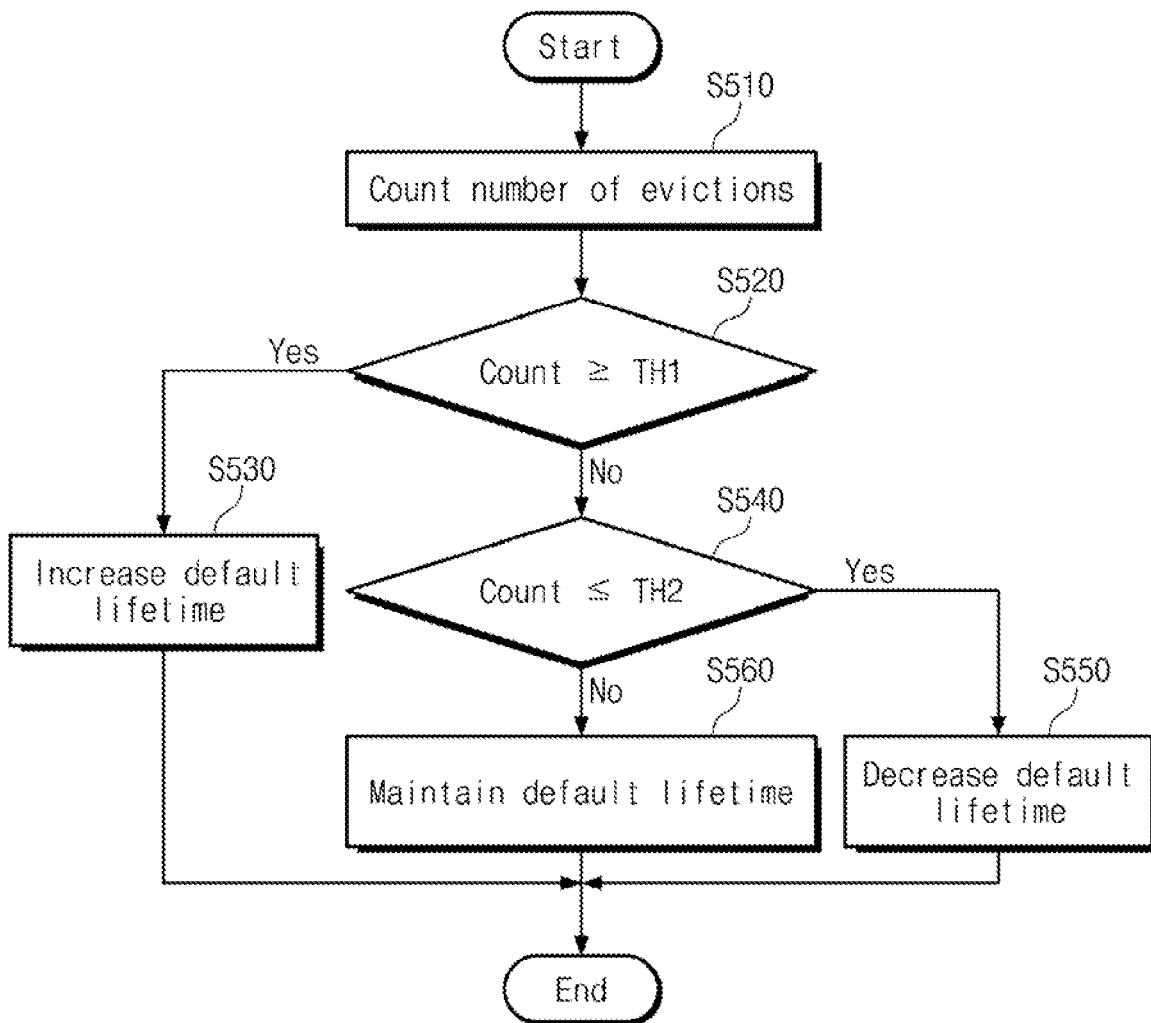 Start
S510
Count number of evictions
S520
Yes
Count ≥ TH1
No
S530
Increase default
lifetime
S540
Yes
Count ≤ TH2
No
S560
Maintain default lifetime
S550
Decrease default
lifetime
End